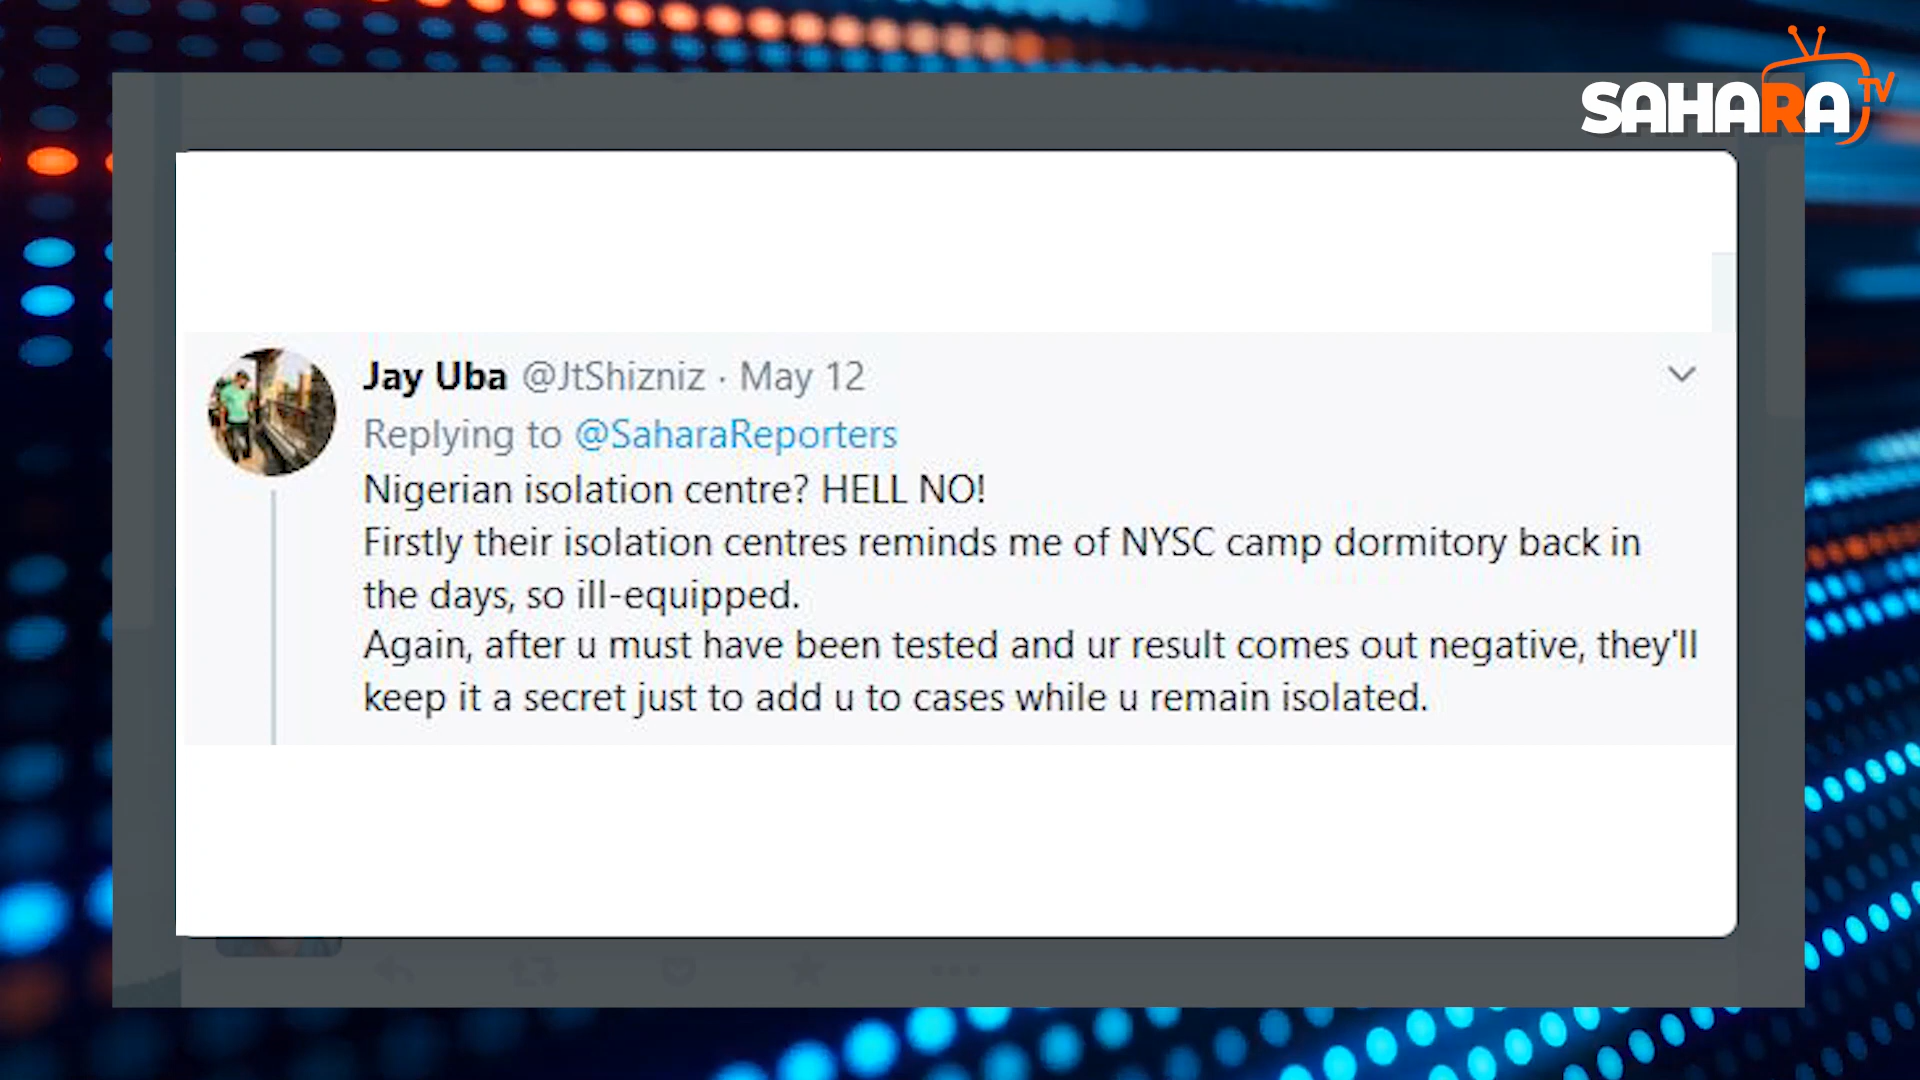 SAHARA TV
Jay Uba @JtShizniz · May 12
Replying to @SaharaReporters
Nigerian isolation centre? HELL NO!
Firstly their isolation centres reminds me of NYSC camp dormitory back in
the days, so ill-equipped.
Again, after u must have been tested and ur result comes out negative, they'll
keep it a secret just to add u to cases while u remain isolated.